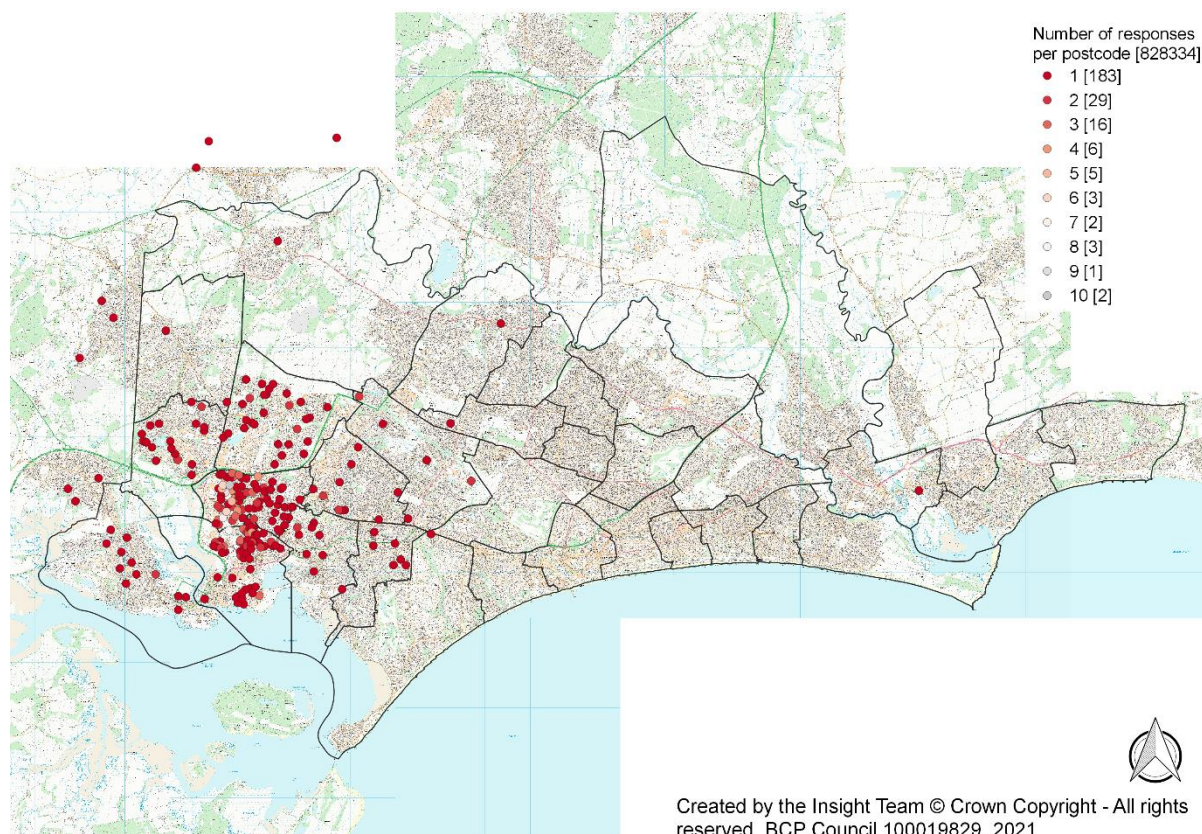 Number of responses
per postcode [828334]
1 [183]
2 [29]
3 [16]
4 [6]
5 [5]
6 [3]
7 [2]
8 [3]
9 [1]
10 [2]
Created by the Insight Team © Crown Copyright - All rights
reserved. BCP Council 100019829, 2021